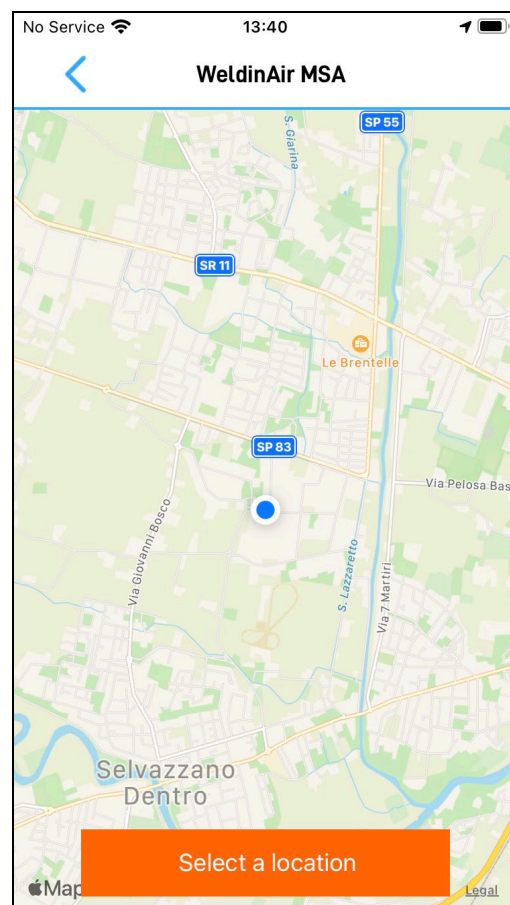 No Service 13:40
WeldinAir MSA
SP 55
S. Giarina
SR 11
Le Brentelle
SP 83
Via Pelosa Bas
Via Giovanni Bosco
S. Lazzaretto
Via 7 Martiri
Selvazzano
Dentro
Select a location
Map
Legal